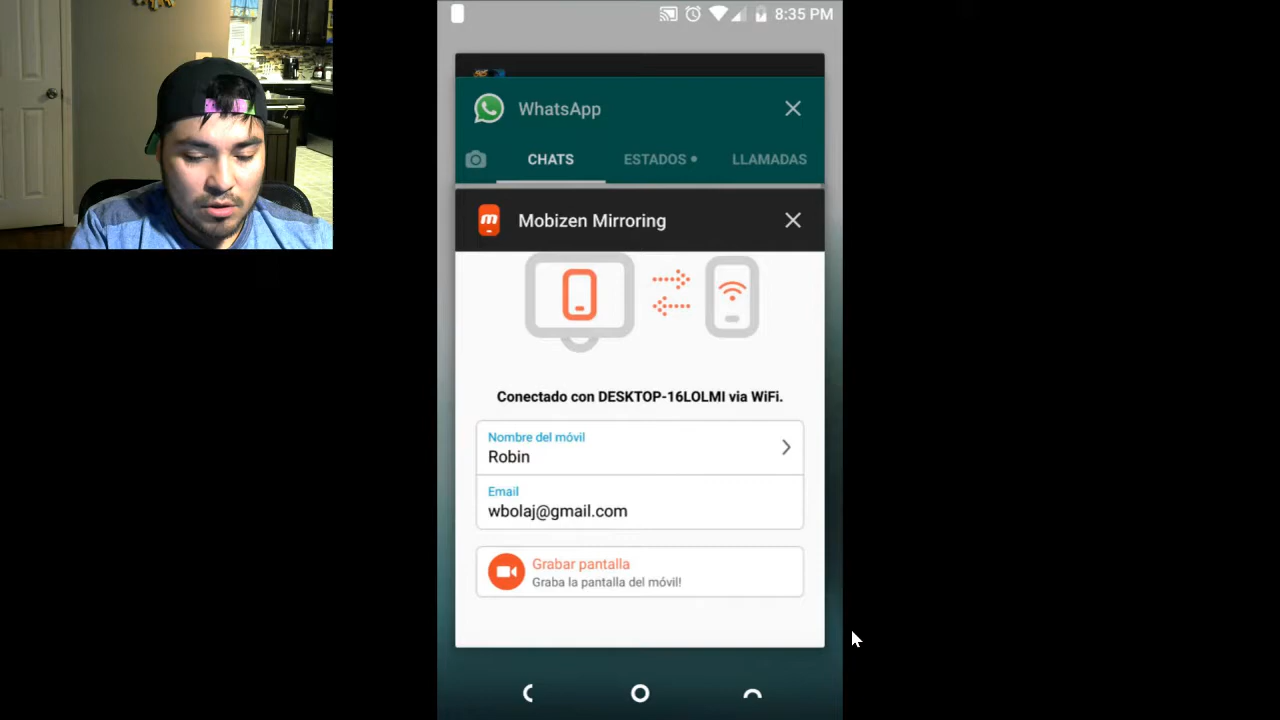 8:35 PM
WhatsApp
CHATS
ESTADOS
LLAMADAS
m
Mobizen Mirroring
Conectado con DESKTOP-16LOLMI via WiFi.
Nombre del móvil
Robin
Email
wbolaj@gmail.com
Grabar pantalla
Graba la pantalla del móvil!